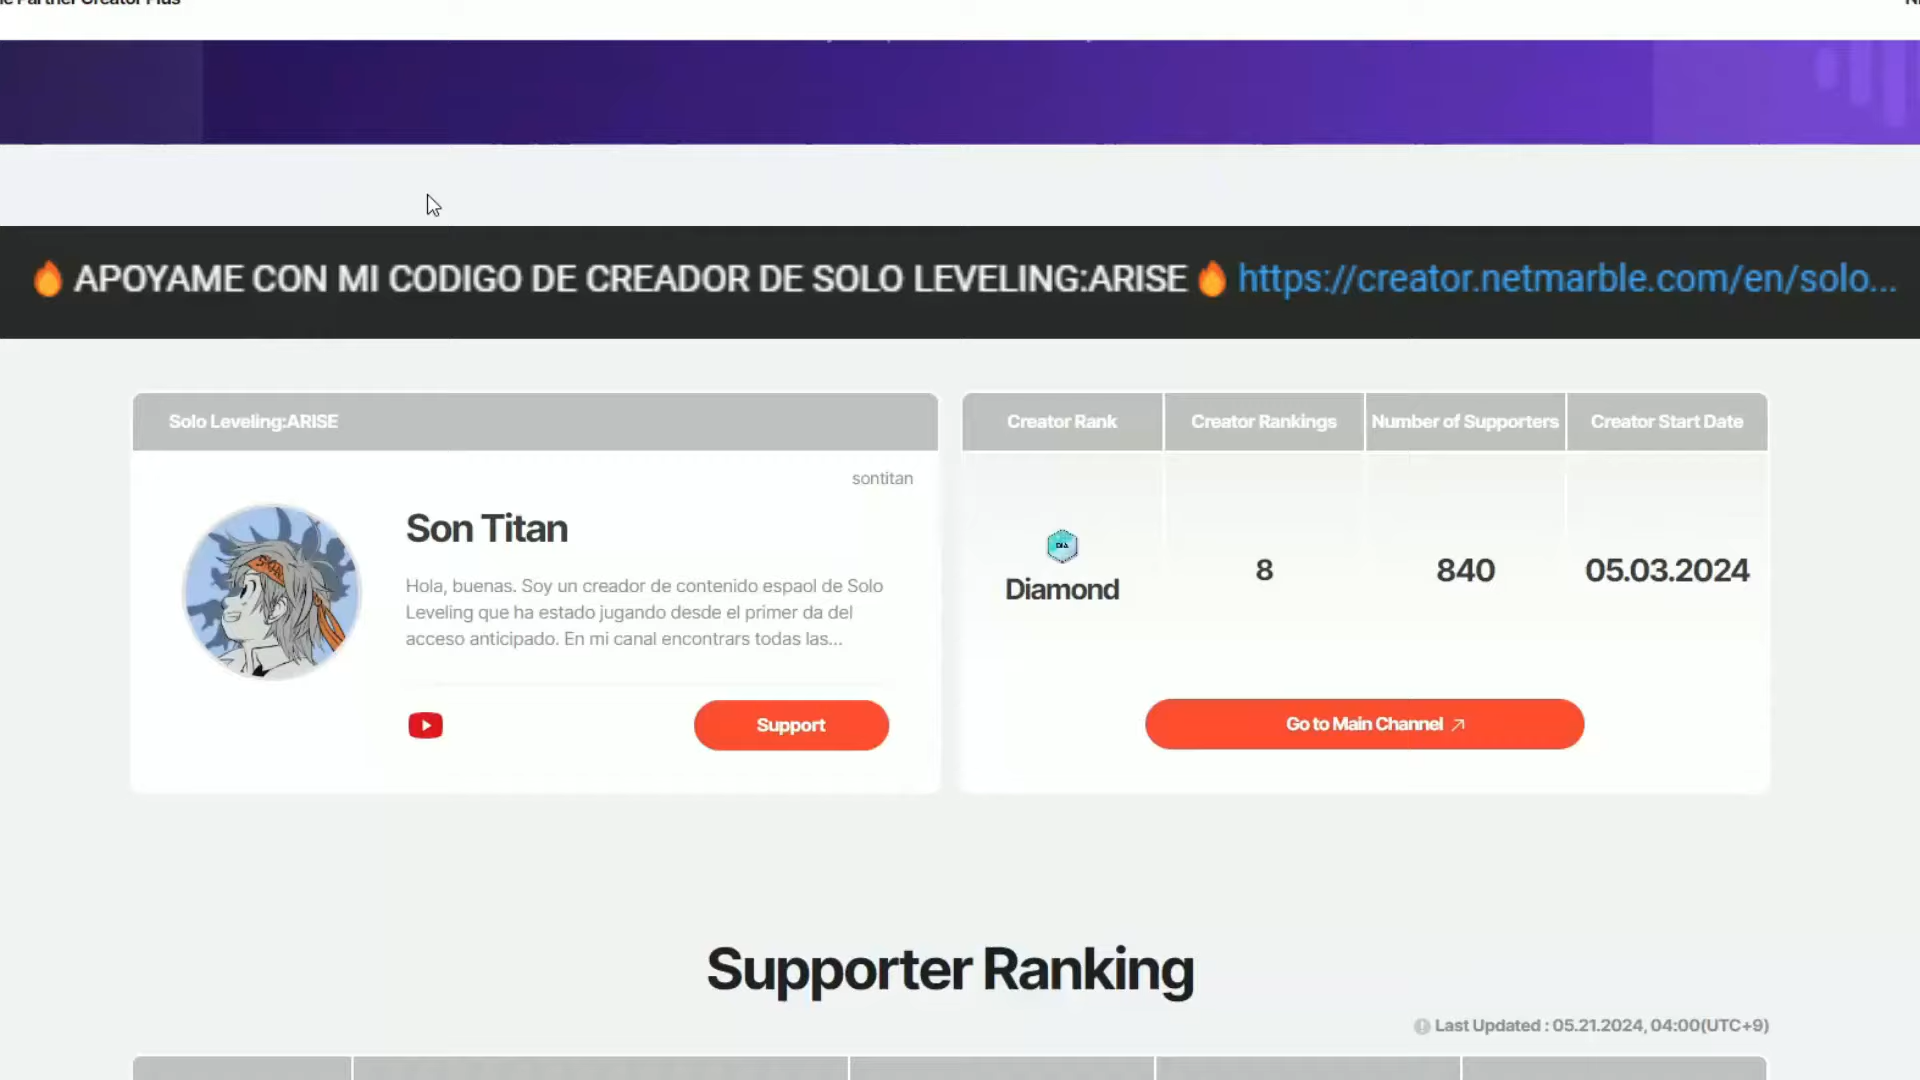 Partner Creator Plus
🔥 APOYAME CON MI CODIGO DE CREADOR DE SOLO LEVELING:ARISE 🔥 https://creator.netmarble.com/en/solo...
Solo Leveling:ARISE
sontitan
Son Titan
Hola, buenas. Soy un creador de contenido espaol de Solo
Leveling que ha estado jugando desde el primer da del
acceso anticipado. En mi canal encontrars todas las...
Support
Creator Rank
Creator Rankings
Number of Supporters
Creator Start Date
DIA
Diamond
8
840
05.03.2024
Go to Main Channel
Supporter Ranking
Last Updated : 05.21.2024, 04:00(UTC+9)